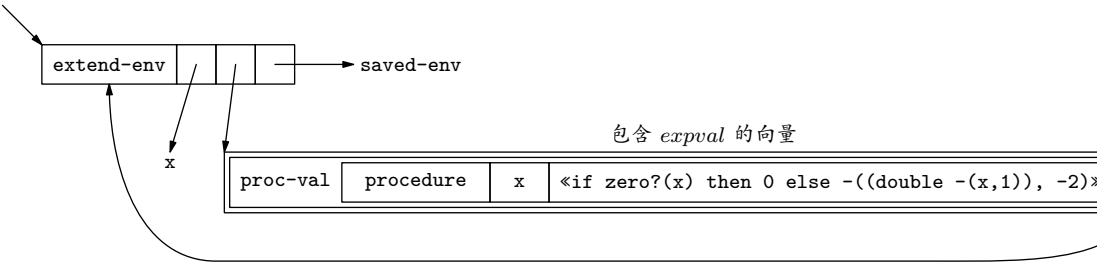 extend-env saved-env
包含 expval 的向量
x
proc-val procedure x «if zero?(x) then 0 else -((double -(x,1)), -2)»